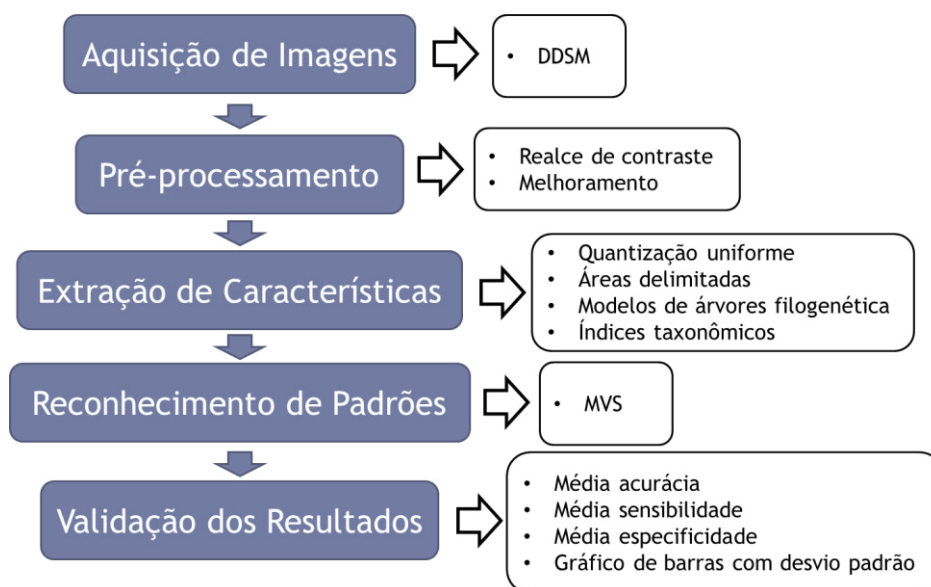 Aquisição de Imagens
• DDSM
Pré-processamento
• Realce de contraste
• Melhoramento
Extração de Características
• Quantização uniforme
• Áreas delimitadas
• Modelos de árvores filogenética
• Índices taxonômicos
Reconhecimento de Padrões
• MVS
Validação dos Resultados
• Média acurácia
• Média sensibilidade
• Média especificidade
• Gráfico de barras com desvio padrão